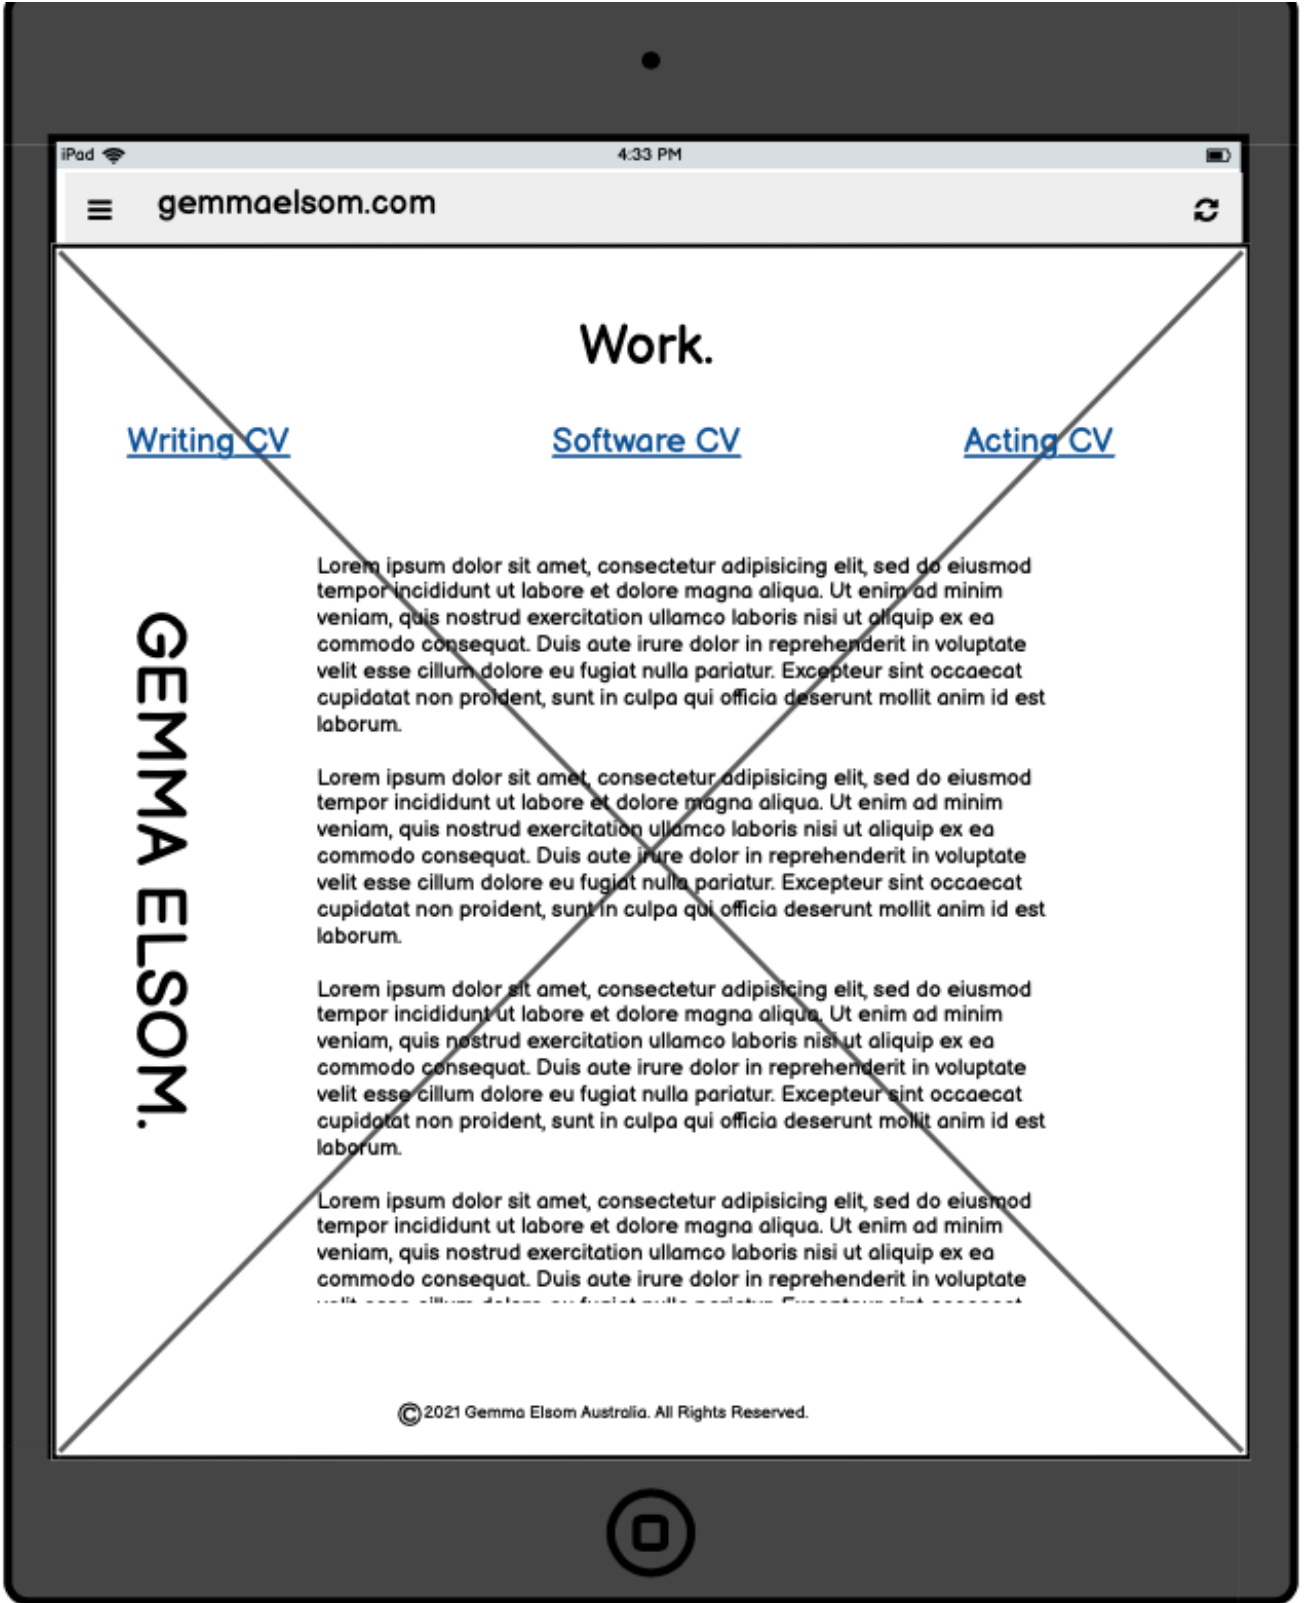 iPad 4:33 PM
gemmaelsom.com
Work.
Writing CV Software CV Acting CV
GEMMA ELSOM.
Lorem ipsum dolor sit amet, consectetur adipisicing elit, sed do eiusmod
tempor incididunt ut labore et dolore magna aliqua. Ut enim ad minim
veniam, quis nostrud exercitation ullamco laboris nisi ut aliquip ex ea
commodo consequat. Duis aute irure dolor in reprehenderit in voluptate
velit esse cillum dolore eu fugiat nulla pariatur. Excepteur sint occaecat
cupidatat non proident, sunt in culpa qui officia deserunt mollit anim id est
laborum.
Lorem ipsum dolor sit amet, consectetur adipisicing elit, sed do eiusmod
tempor incididunt ut labore et dolore magna aliqua. Ut enim ad minim
veniam, quis nostrud exercitation ullamco laboris nisi ut aliquip ex ea
commodo consequat. Duis aute irure dolor in reprehenderit in voluptate
velit esse cillum dolore eu fugiat nulla pariatur. Excepteur sint occaecat
cupidatat non proident, sunt in culpa qui officia deserunt mollit anim id est
laborum.
Lorem ipsum dolor sit amet, consectetur adipisicing elit, sed do eiusmod
tempor incididunt ut labore et dolore magna aliqua. Ut enim ad minim
veniam, quis nostrud exercitation ullamco laboris nisi ut aliquip ex ea
commodo consequat. Duis aute irure dolor in reprehenderit in voluptate
velit esse cillum dolore eu fugiat nulla pariatur. Excepteur sint occaecat
cupidatat non proident, sunt in culpa qui officia deserunt mollit anim id est
laborum.
Lorem ipsum dolor sit amet, consectetur adipisicing elit, sed do eiusmod
tempor incididunt ut labore et dolore magna aliqua. Ut enim ad minim
veniam, quis nostrud exercitation ullamco laboris nisi ut aliquip ex ea
commodo consequat. Duis aute irure dolor in reprehenderit in voluptate
©2021 Gemma Elsom Australia. All Rights Reserved.